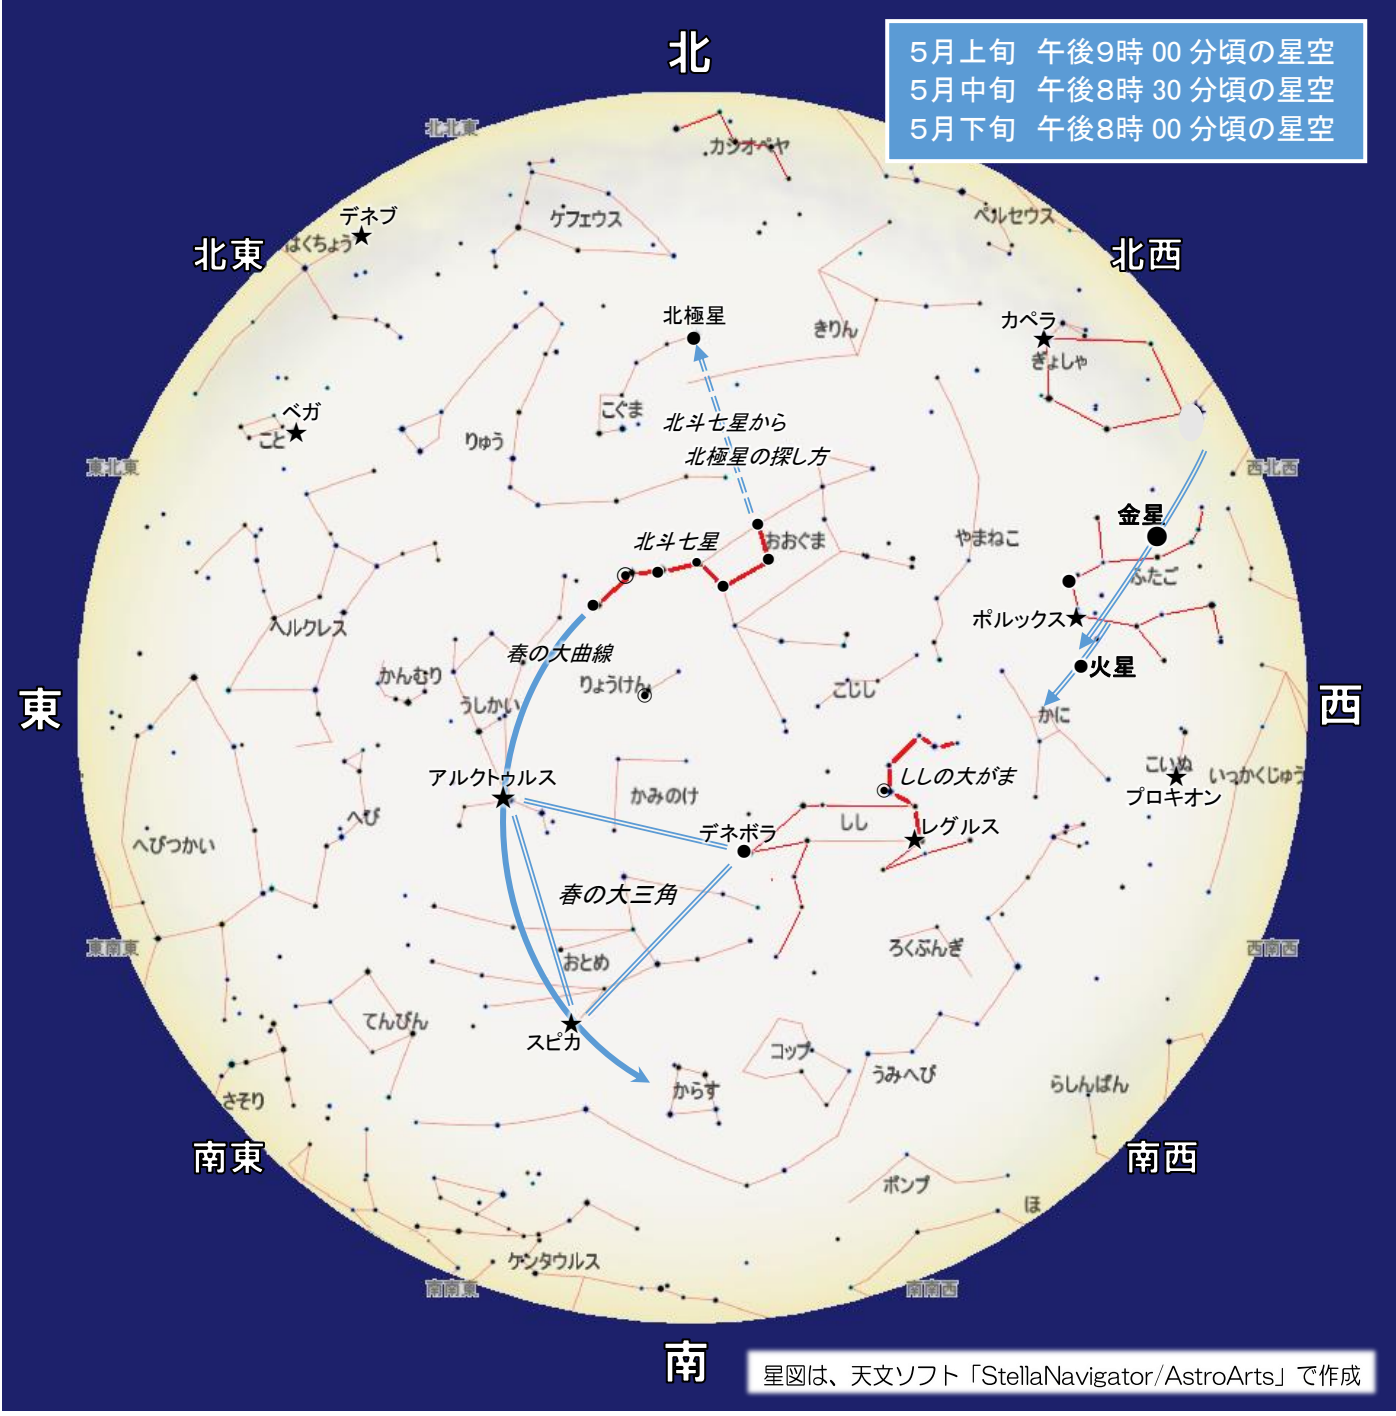 北
5月上旬　午後9時 00 分頃の星空
5月中旬　午後8時 30 分頃の星空
5月下旬　午後8時 00 分頃の星空
北北東
カシオペヤ
デネブ
はくちょう
ケフェウス
ペルセウス
北東
北西
北極星
きりん
カペラ
ぎょしゃ
ベガ
こと
こぐま
りゅう
北斗七星から
北極星の探し方
東北東
西北西
金星
北斗七星
おおぐま
やまねこ
ふたご
ヘルクレス
ポルックス
春の大曲線
火星
かんむり
りょうけん
こじし
うしかい
かに
東
西
アルクトゥルス
かみのけ
ししの大がま
こいぬ
いっかくじゅう
プロキオン
へび
デネボラ
しし
レグルス
へびつかい
春の大三角
東南東
おとめ
ろくぶんぎ
西南西
てんびん
スピカ
コップ
うみへび
からす
らしんばん
さそり
南東
南西
ポンプ
ほ
ケンタウルス
南南東
南南西
南
星図は、天文ソフト「StellaNavigator/AstroArts」で作成